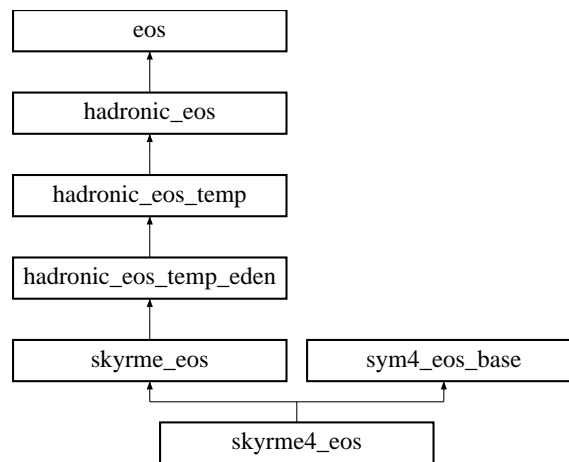 eos
hadronic_eos
hadronic_eos_temp
hadronic_eos_temp_eden
skyrme_eos
sym4_eos_base
skyrme4_eos